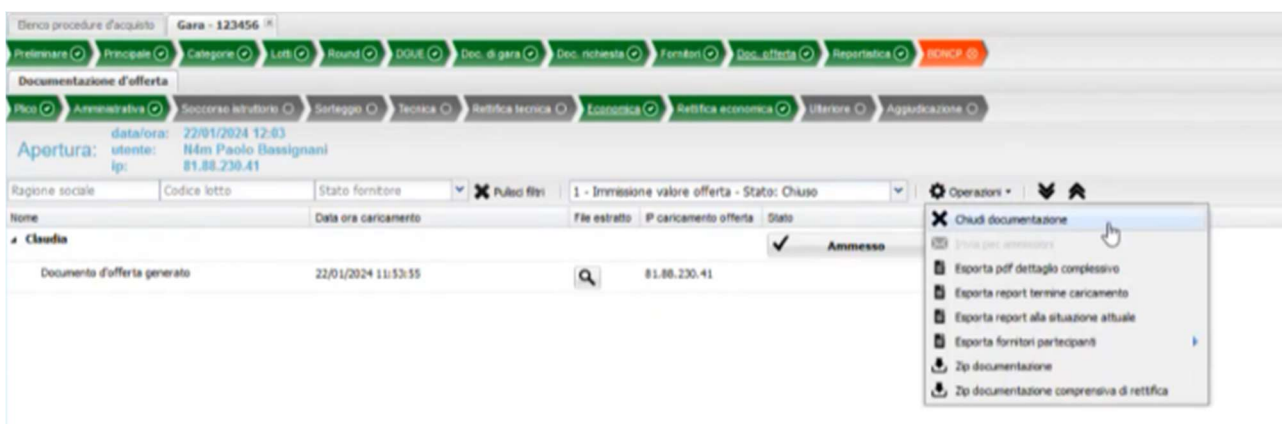 Elenco procedure d'acquisto Gara - 123456
Preliminare Principale Categorie Lotti Round DGUE Doc. di gara Doc. richiesta Fornitori Doc. offerta Reportistica BDNCP
Documentazione d'offerta
Plico Amministrativa Soccorso istruttorio Sorteggio Tecnica Rettifica tecnica Economica Rettifica economica Ulteriore Aggiudicazione
Apertura:
data/ora: 22/01/2024 12:03
utente: N4m Paolo Bassignani
ip: 81.88.230.41
Ragione sociale Codice lotto Stato fornitore Pulisci filtri 1 - Immissione valore offerta - Stato: Chiuso Operazioni
Nome Data ora caricamento File estratto IP caricamento offerta Stato
Claudia Ammesso
Documento d'offerta generato 22/01/2024 11:53:55 81.88.230.41
Chiudi documentazione
Invia per ammissioni
Esporta pdf dettaglio complessivo
Esporta report termine caricamento
Esporta report alla situazione attuale
Esporta fornitori partecipanti
Zip documentazione
Zip documentazione comprensiva di rettifica